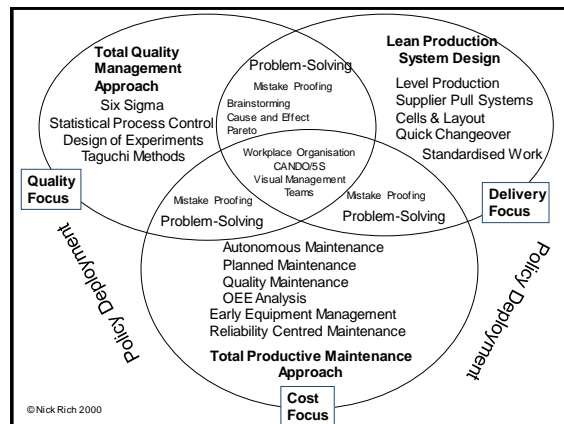 Total Quality
Management
Approach
Six Sigma
Statistical Process Control
Design of Experiments
Taguchi Methods
Quality
Focus
Problem-Solving
Mistake Proofing
Brainstorming
Cause and Effect
Pareto
Lean Production
System Design
Level Production
Supplier Pull Systems
Cells & Layout
Quick Changeover
Standardised Work
Delivery
Focus
Workplace Organisation
CANDO/5S
Visual Management
Teams
Mistake Proofing
Problem-Solving
Mistake Proofing
Problem-Solving
Policy Deployment
Policy Deployment
Autonomous Maintenance
Planned Maintenance
Quality Maintenance
OEE Analysis
Early Equipment Management
Reliability Centred Maintenance
Total Productive Maintenance
Approach
Cost
Focus
©Nick Rich 2000